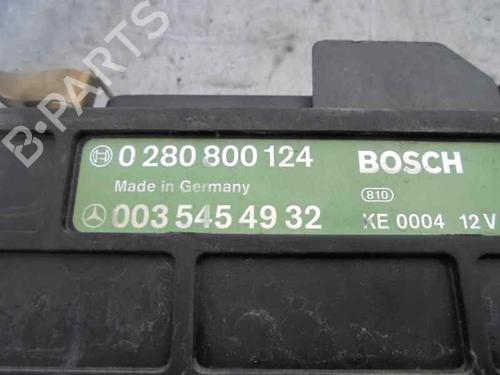 0 280 800 124 BOSCH
Made in Germany 810
003 545 49 32 KE 0004 12 V
B-PARTS